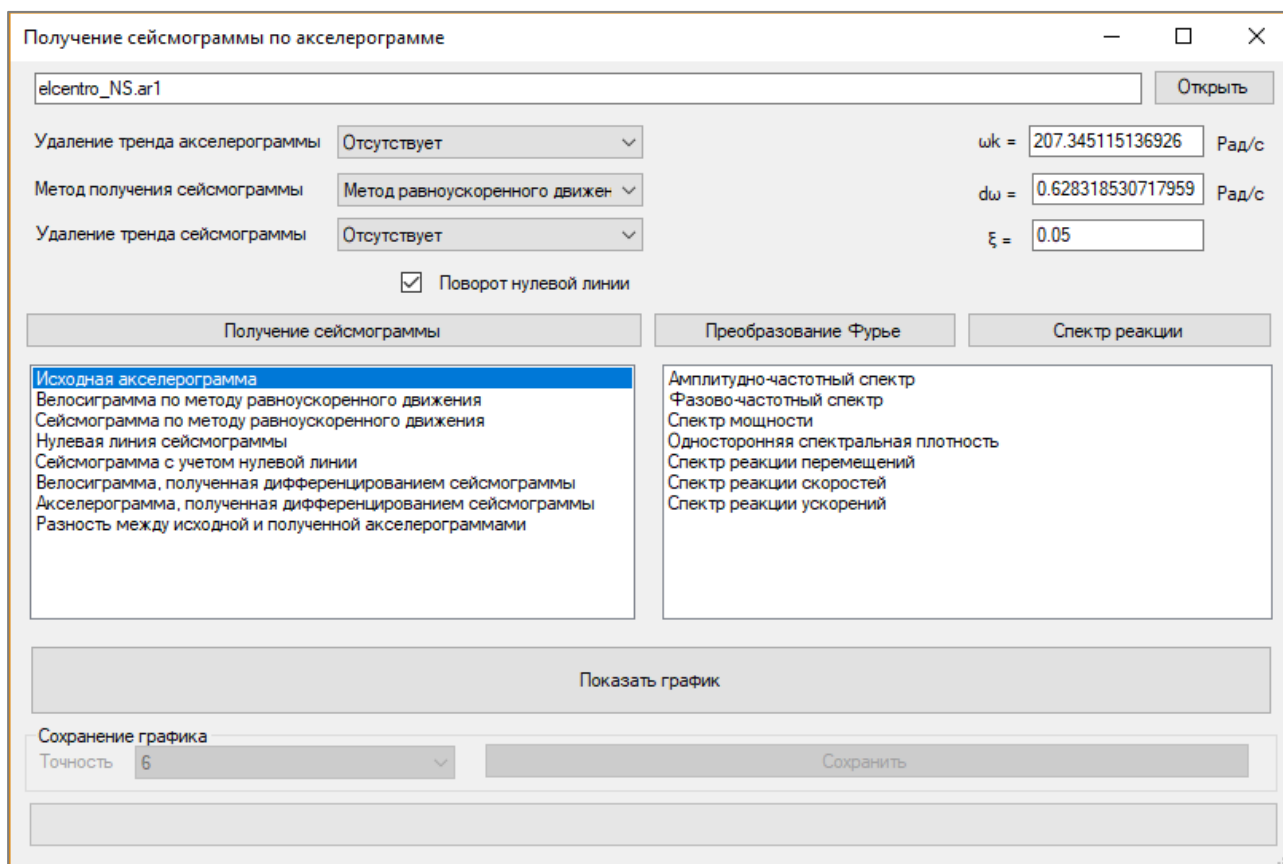 Получение сейсмограммы по акселерограмме
elcentro_NS.ar1 Открыть
Удаление тренда акселерограммы Отсутствует ωk = 207.345115136926 Рад/с
Метод получения сейсмограммы Метод равноускоренного движен dω = 0.628318530717959 Рад/с
Удаление тренда сейсмограммы Отсутствует ξ = 0.05
Поворот нулевой линии
Получение сейсмограммы Преобразование Фурье Спектр реакции
Исходная акселерограмма
Велосиграмма по методу равноускоренного движения
Сейсмограмма по методу равноускоренного движения
Нулевая линия сейсмограммы
Сейсмограмма с учетом нулевой линии
Велосиграмма, полученная дифференцированием сейсмограммы
Акселерограмма, полученная дифференцированием сейсмограммы
Разность между исходной и полученной акселерограммами
Амплитудно-частотный спектр
Фазово-частотный спектр
Спектр мощности
Односторонняя спектральная плотность
Спектр реакции перемещений
Спектр реакции скоростей
Спектр реакции ускорений
Показать график
Сохранение графика
Точность 6 Сохранить